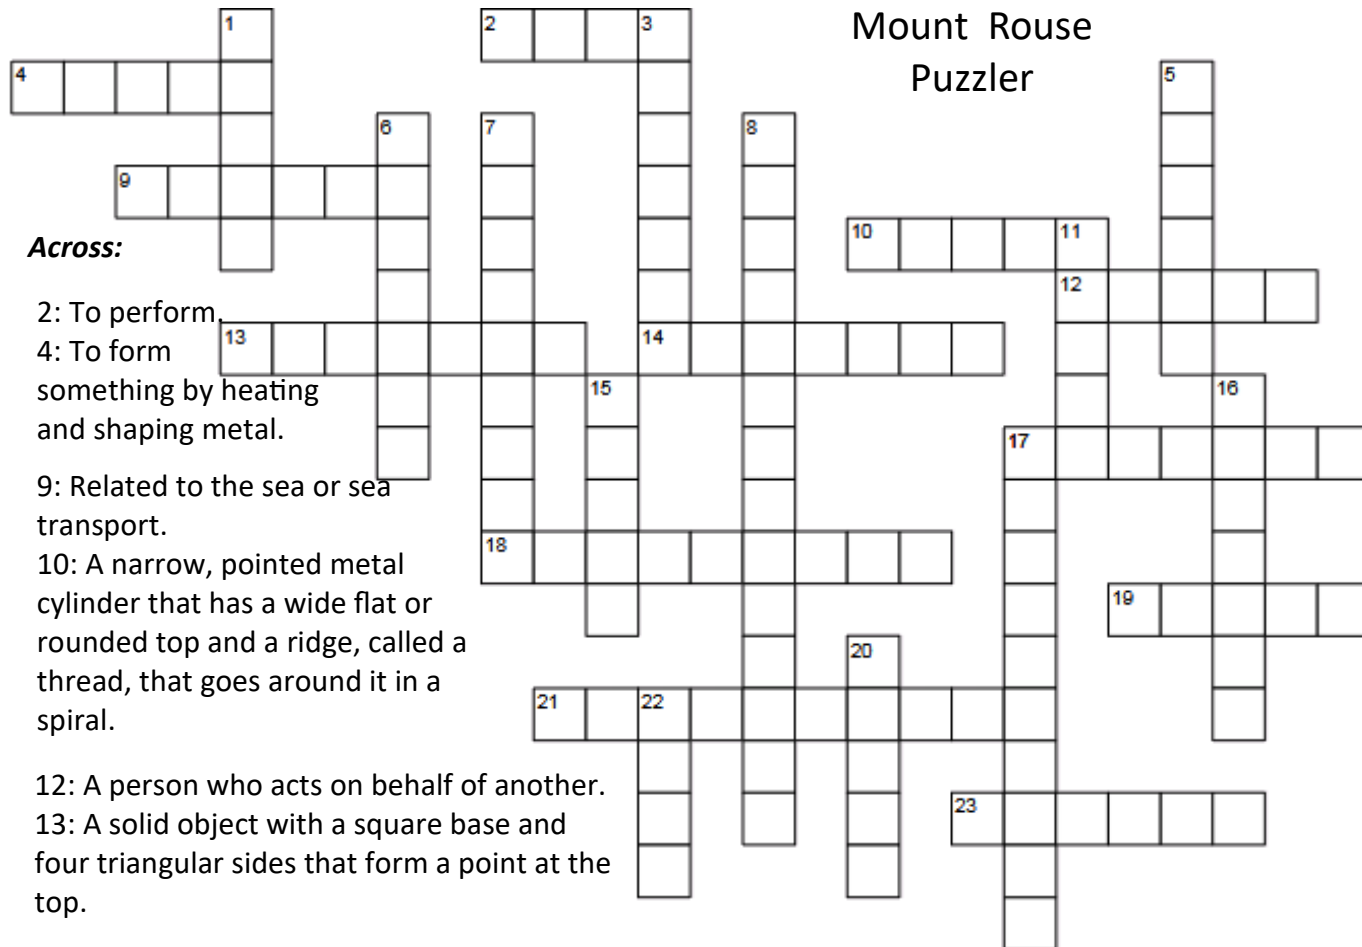 Mount Rouse
Puzzler
1
2
3
4
5
6
7
8
9
10
11
Across:
12
2: To perform.
13
14
4: To form
something by heating
15
16
and shaping metal.
17
9: Related to the sea or sea
transport.
18
10: A narrow, pointed metal
cylinder that has a wide flat or
19
rounded top and a ridge, called a
20
thread, that goes around it in a
spiral.
21
22
12: A person who acts on behalf of another.
23
13: A solid object with a square base and
four triangular sides that form a point at the
top.